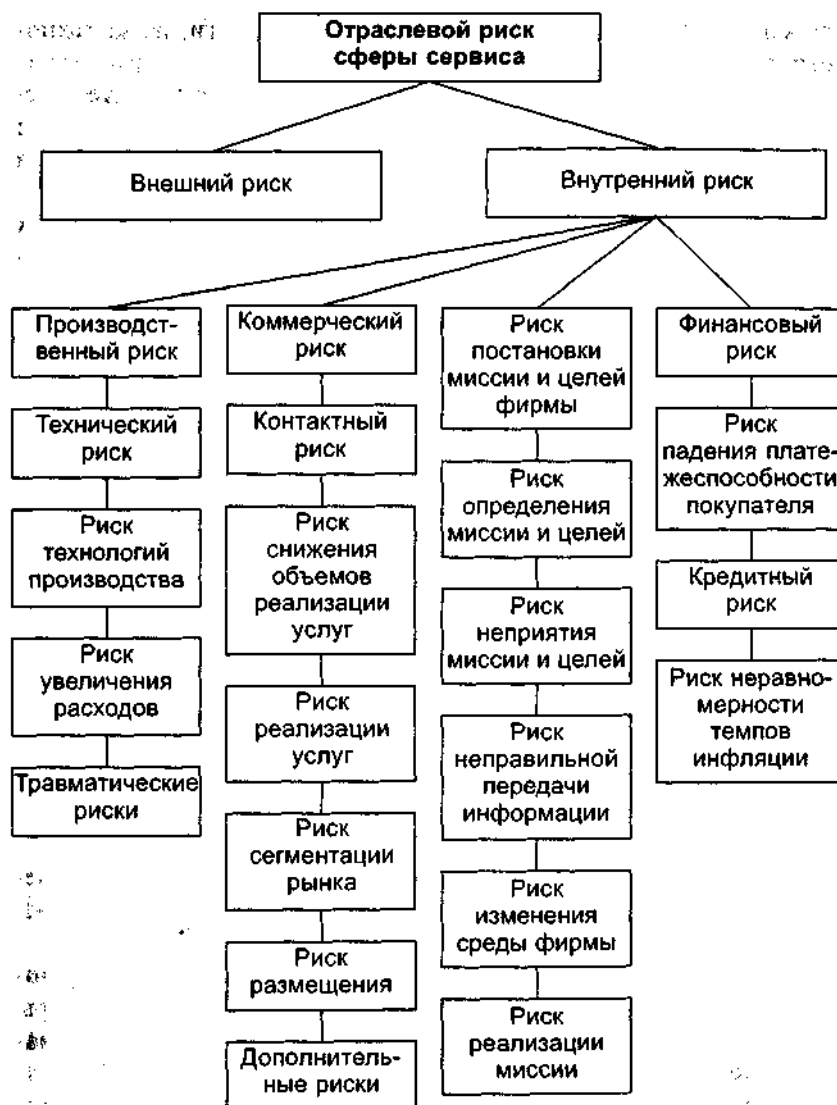 Отраслевой риск
сферы сервиса
Внешний риск
Внутренний риск
Производст-
венный риск
Технический
риск
Риск
технологий
производства
Риск
увеличения
расходов
Травматические
риски
Коммерческий
риск
Контактный
риск
Риск
снижения
объемов
реализации
услуг
Риск
реализации
услуг
Риск
сегментации
рынка
Риск
размещения
Дополнитель-
ные риски
Риск
постановки
миссии и целей
фирмы
Риск
определения
миссии и целей
Риск
неприятия
миссии и целей
Риск
неправильной
передачи
информации
Риск
изменения
среды фирмы
Риск
реализации
миссии
Финансовый
риск
Риск
падения плате-
жеспособности
покупателя
Кредитный
риск
Риск неравно-
мерности
темпов
инфляции